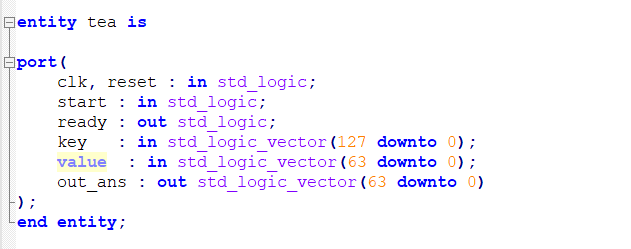 entity tea is
port(
clk, reset : in std_logic;
start : in std_logic;
ready : out std_logic;
key   : in std_logic_vector(127 downto 0);
value  : in std_logic_vector(63 downto 0);
out_ans : out std_logic_vector(63 downto 0)
);
end entity;